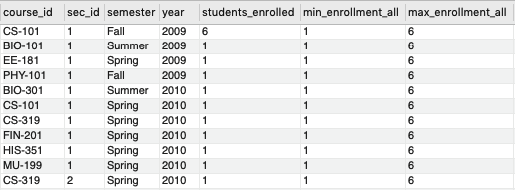 course_id sec_id semester year students_enrolled min_enrollment_all max_enrollment_all
CS-101 1 Fall 2009 6 1 6
BIO-101 1 Summer 2009 1 1 6
EE-181 1 Spring 2009 1 1 6
PHY-101 1 Fall 2009 1 1 6
BIO-301 1 Summer 2010 1 1 6
CS-101 1 Spring 2010 1 1 6
CS-319 1 Spring 2010 1 1 6
FIN-201 1 Spring 2010 1 1 6
HIS-351 1 Spring 2010 1 1 6
MU-199 1 Spring 2010 1 1 6
CS-319 2 Spring 2010 1 1 6